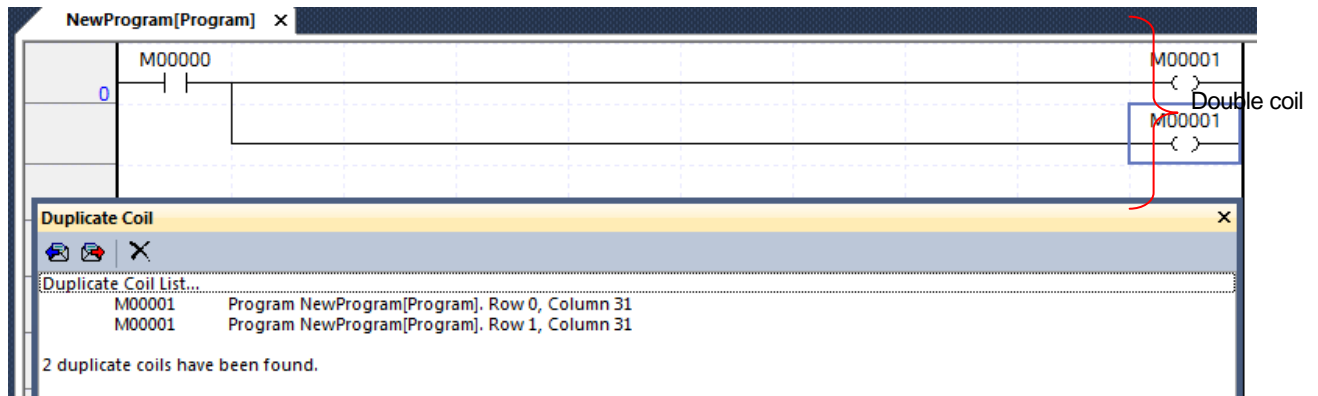 NewProgram[Program] ×
M00000 M00001
0
Double coil
M00001
Duplicate Coil ×
Duplicate Coil List...
M00001 Program NewProgram[Program]. Row 0, Column 31
M00001 Program NewProgram[Program]. Row 1, Column 31
2 duplicate coils have been found.